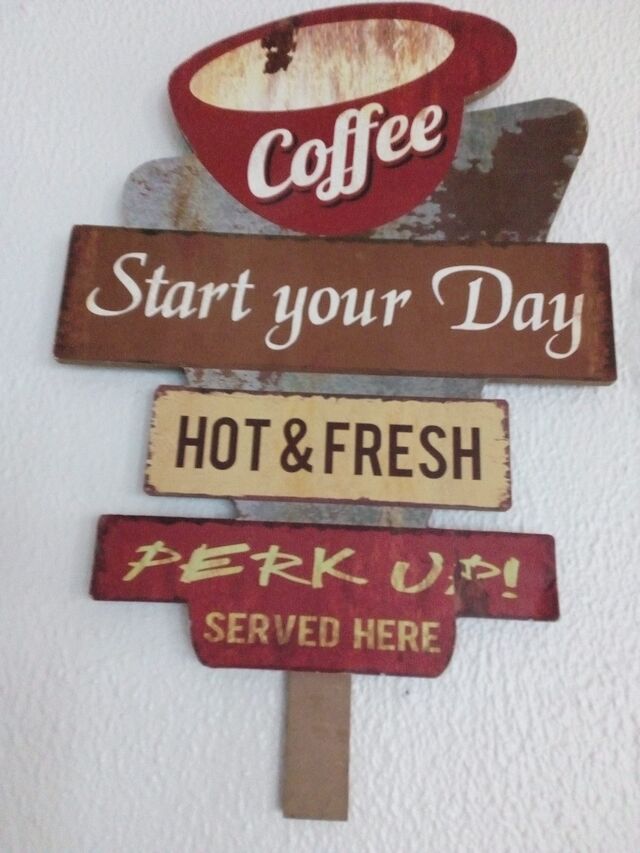 Coffee
Start your Day
HOT & FRESH
PERK UP!
SERVED HERE